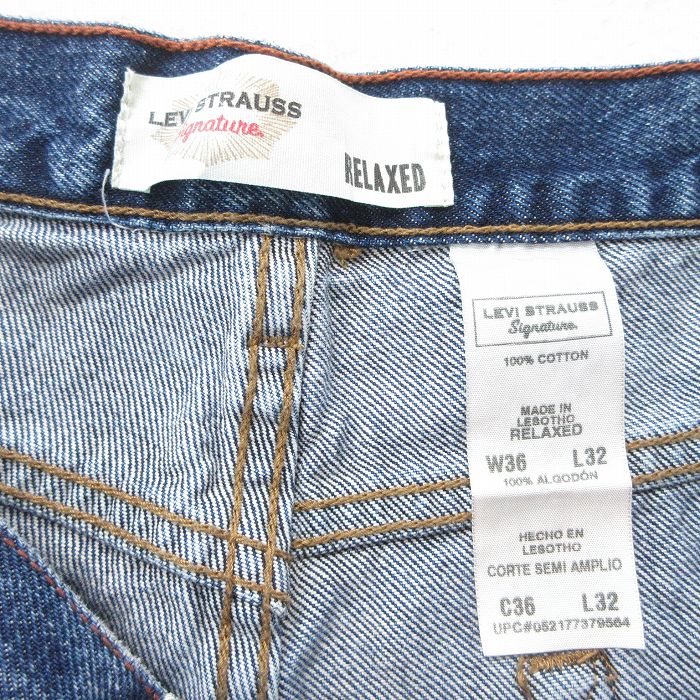 LEVI STRAUSS
Signature.
RELAXED
LEVI STRAUSS
Signature.
100% COTTON
MADE IN
LESOTHO
RELAXED
W36 L32
100% ALGODÓN
HECHO EN
LESOTHO
CORTE SEMI AMPLIO
C36 L32
UPC#052177379564